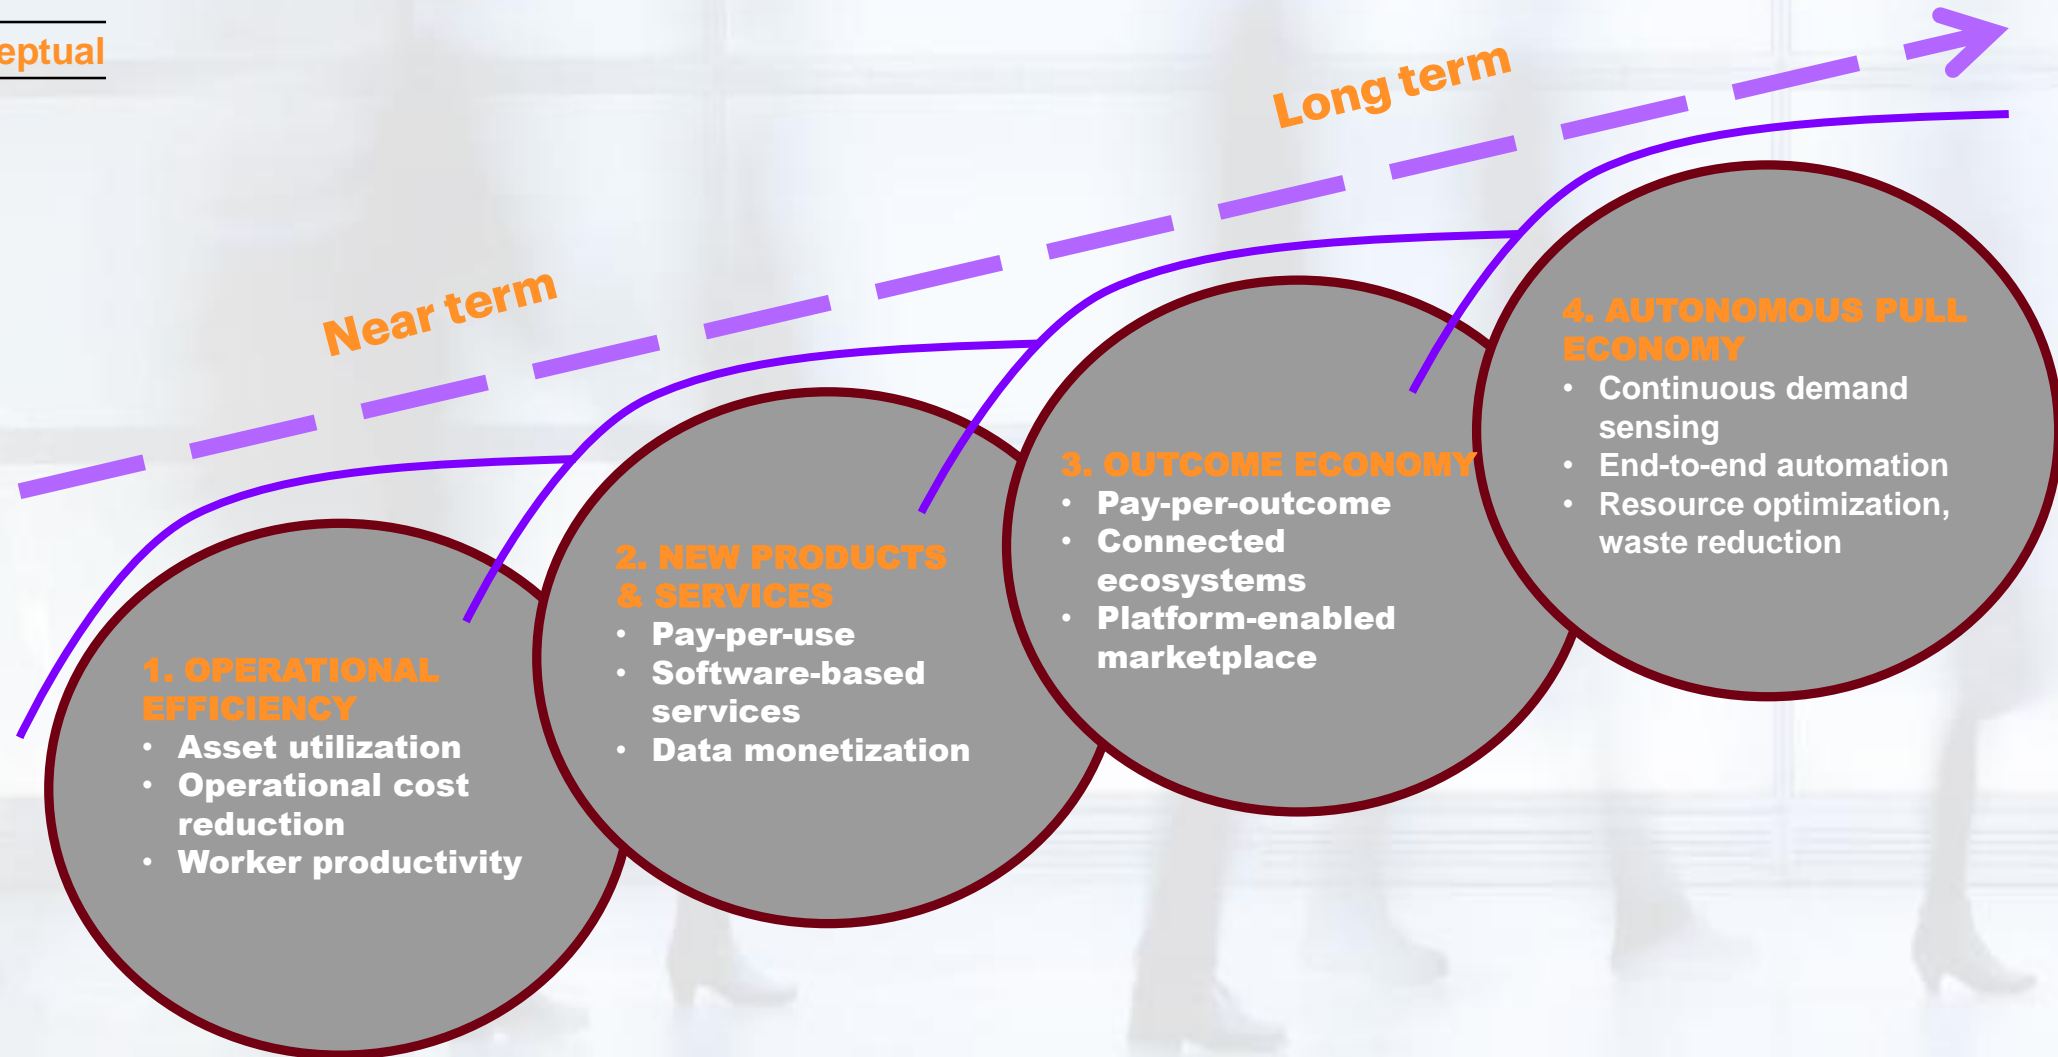 eptual
Near term
Long term
1. OPERATIONAL
EFFICIENCY
• Asset utilization
• Operational cost
reduction
• Worker productivity
2. NEW PRODUCTS
& SERVICES
• Pay-per-use
• Software-based
services
• Data monetization
3. OUTCOME ECONOMY
• Pay-per-outcome
• Connected
ecosystems
• Platform-enabled
marketplace
4. AUTONOMOUS PULL
ECONOMY
• Continuous demand
sensing
• End-to-end automation
• Resource optimization,
waste reduction